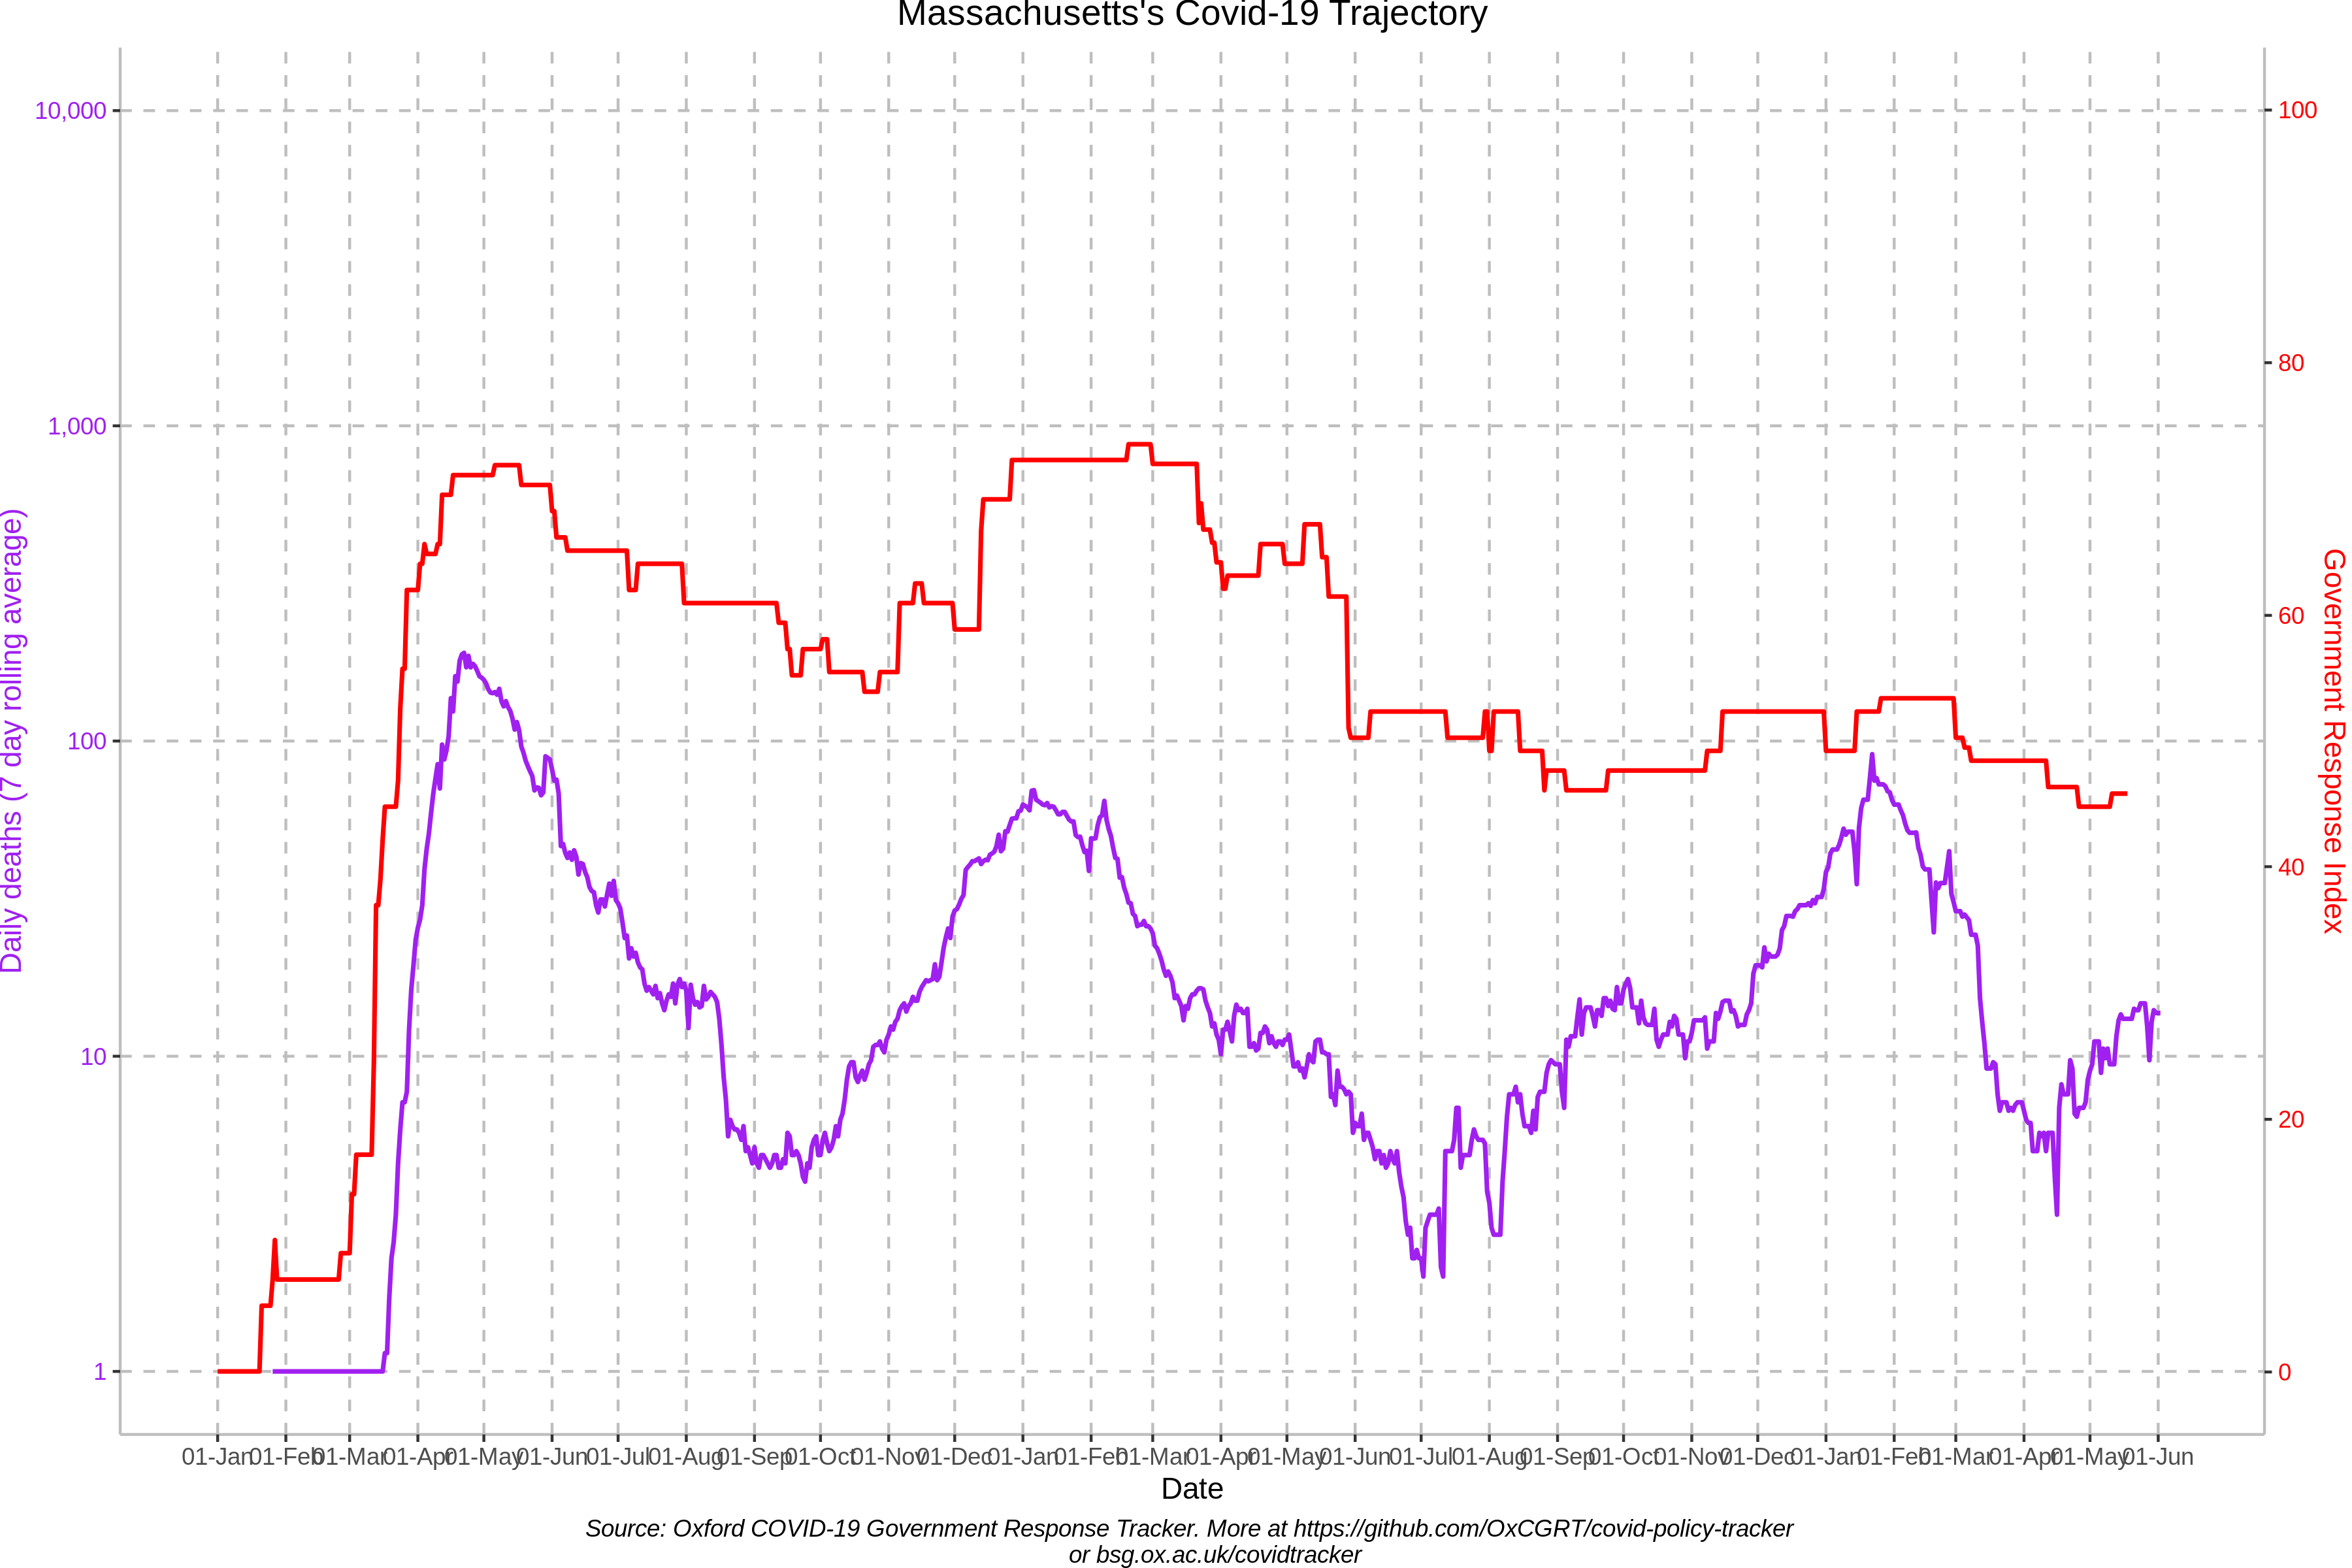 Massachusetts's Covid-19 Trajectory
10,000
1,000
100
10
1
Daily deaths (7 day rolling average)
100
80
60
40
20
0
Government Response Index
01-Jan 01-Feb 01-Mar 01-Apr 01-May 01-Jun 01-Jul 01-Aug 01-Sep 01-Oct 01-Nov 01-Dec 01-Jan 01-Feb 01-Mar 01-Apr 01-May 01-Jun 01-Jul 01-Aug 01-Sep 01-Oct 01-Nov 01-Dec 01-Jan 01-Feb 01-Mar 01-Apr 01-May 01-Jun
Date
Source: Oxford COVID-19 Government Response Tracker. More at https://github.com/OxCGRT/covid-policy-tracker
or bsg.ox.ac.uk/covidtracker